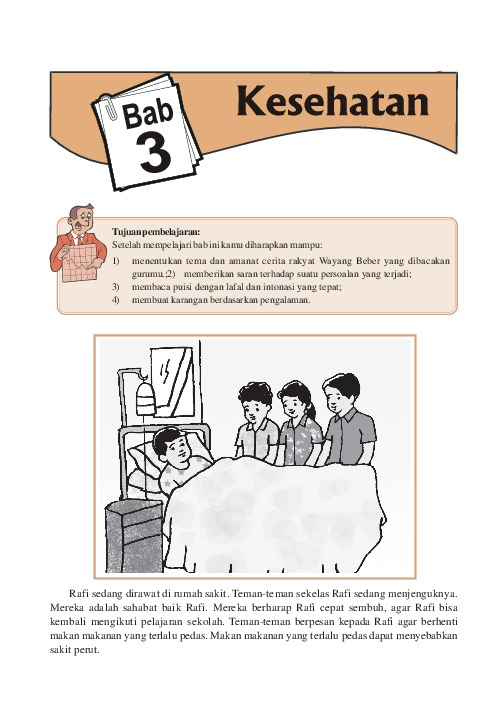 Bab
3
Kesehatan
Tujuan pembelajaran:
Setelah mempelajari bab ini kamu diharapkan mampu:
1) menentukan tema dan amanat cerita rakyat Wayang Beber yang dibacakan
gurumu.;2) memberikan saran terhadap suatu persoalan yang terjadi;
3) membaca puisi dengan lafal dan intonasi yang tepat;
4) membuat karangan berdasarkan pengalaman.
Rafi sedang dirawat di rumah sakit. Teman-teman sekelas Rafi sedang menjenguknya.
Mereka adalah sahabat baik Rafi. Mereka berharap Rafi cepat sembuh, agar Rafi bisa
kembali mengikuti pelajaran sekolah. Teman-teman berpesan kepada Rafi agar berhenti
makan makanan yang terlalu pedas. Makan makanan yang terlalu pedas dapat menyebabkan
sakit perut.